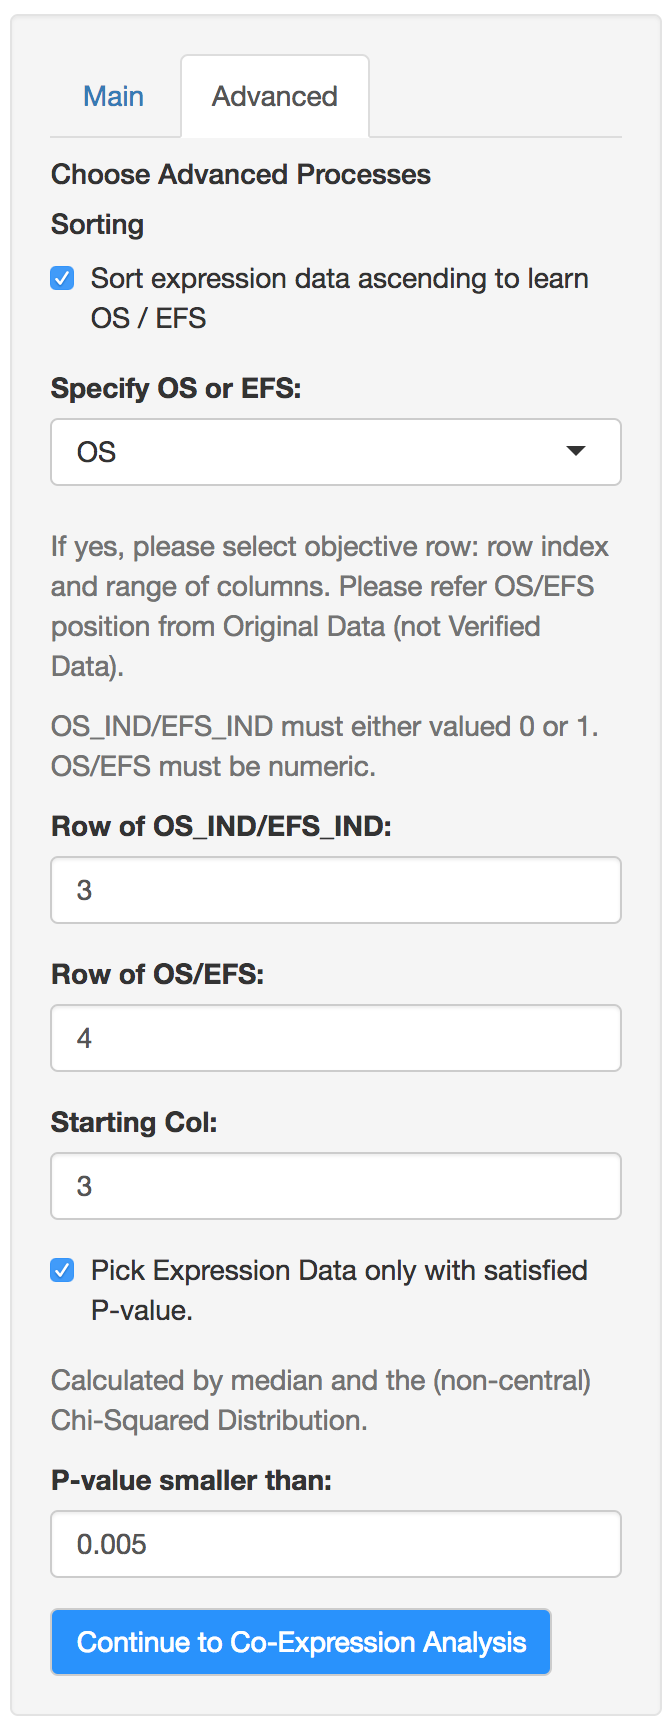 Main
Advanced
Choose Advanced Processes
Sorting
Sort expression data ascending to learn
OS / EFS
Specify OS or EFS:
OS
If yes, please select objective row: row index
and range of columns. Please refer OS/EFS
position from Original Data (not Verified
Data).
OS_IND/EFS_IND must either valued 0 or 1.
OS/EFS must be numeric.
Row of OS_IND/EFS_IND:
3
Row of OS/EFS:
4
Starting Col:
3
Pick Expression Data only with satisfied
P-value.
Calculated by median and the (non-central)
Chi-Squared Distribution.
P-value smaller than:
0.005
Continue to Co-Expression Analysis